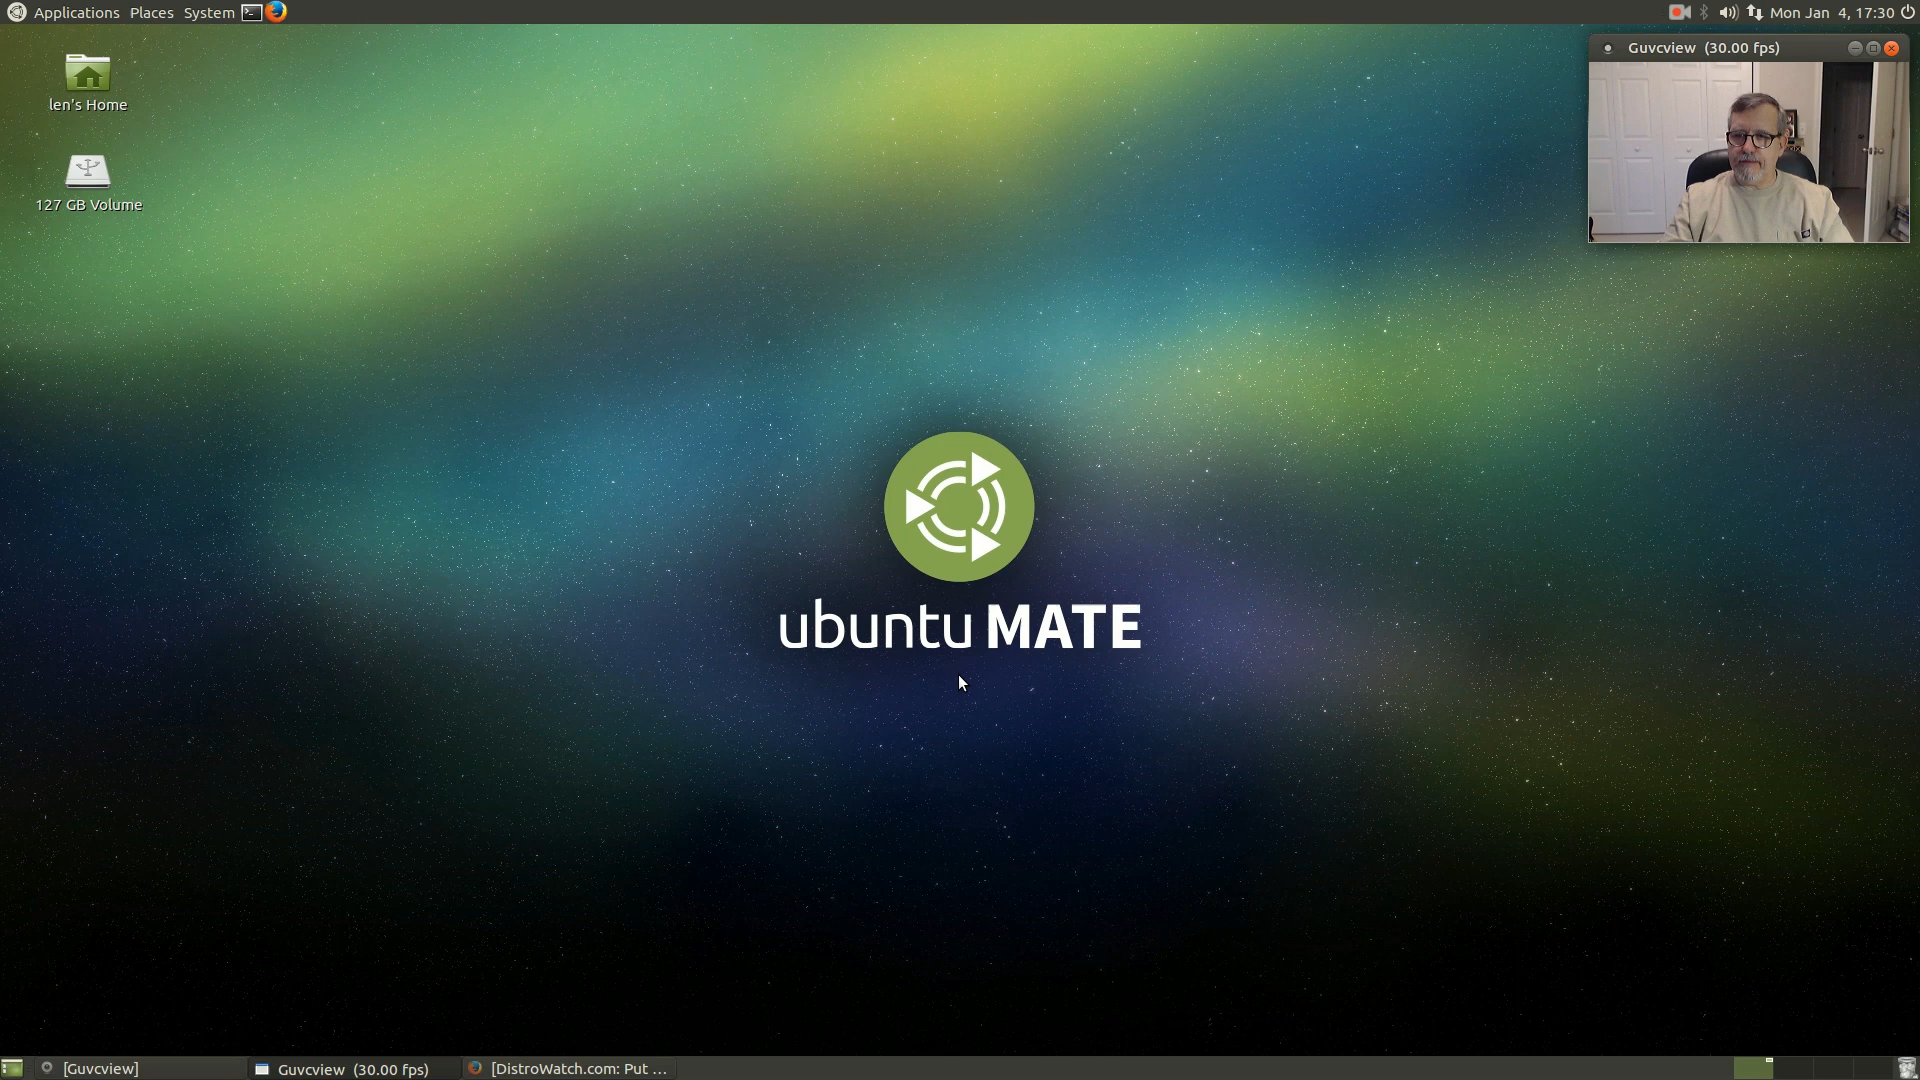 Applications Places System
Mon Jan 4, 17:30
Guvcview (30.00 fps)
len's Home
127 GB Volume
ubuntu MATE
[Guvcview]
Guvcview (30.00 fps)
[DistroWatch.com: Put ...